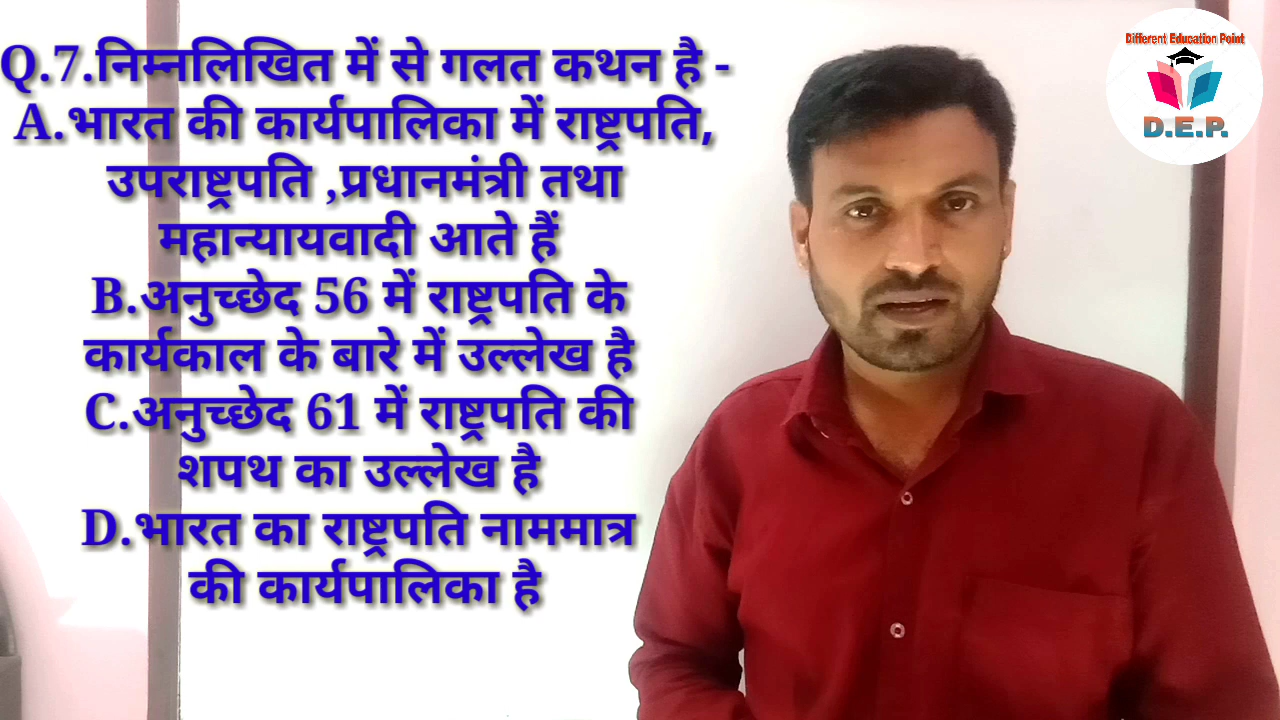 Q.7.निम्नलिखित में से गलत कथन है -
A.भारत की कार्यपालिका में राष्ट्रपति,
उपराष्ट्रपति ,प्रधानमंत्री तथा
महान्यायवादी आते हैं
B.अनुच्छेद 56 में राष्ट्रपति के
कार्यकाल के बारे में उल्लेख है
C.अनुच्छेद 61 में राष्ट्रपति की
शपथ का उल्लेख है
D.भारत का राष्ट्रपति नाममात्र
की कार्यपालिका है
Different Education Point
D.E.P.